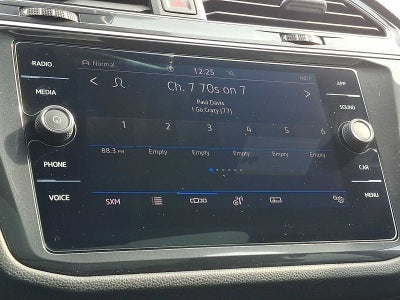 RADIO
Normal
12:25
APP
Ch. 7 70s on 7
MEDIA
SOUND
Paul Davis
I Go Crazy (77)
1 2 3 4 5 6
88.3 FM Empty Empty Empty Empty Empty
PHONE
CAR
VOICE
SXM
MENU